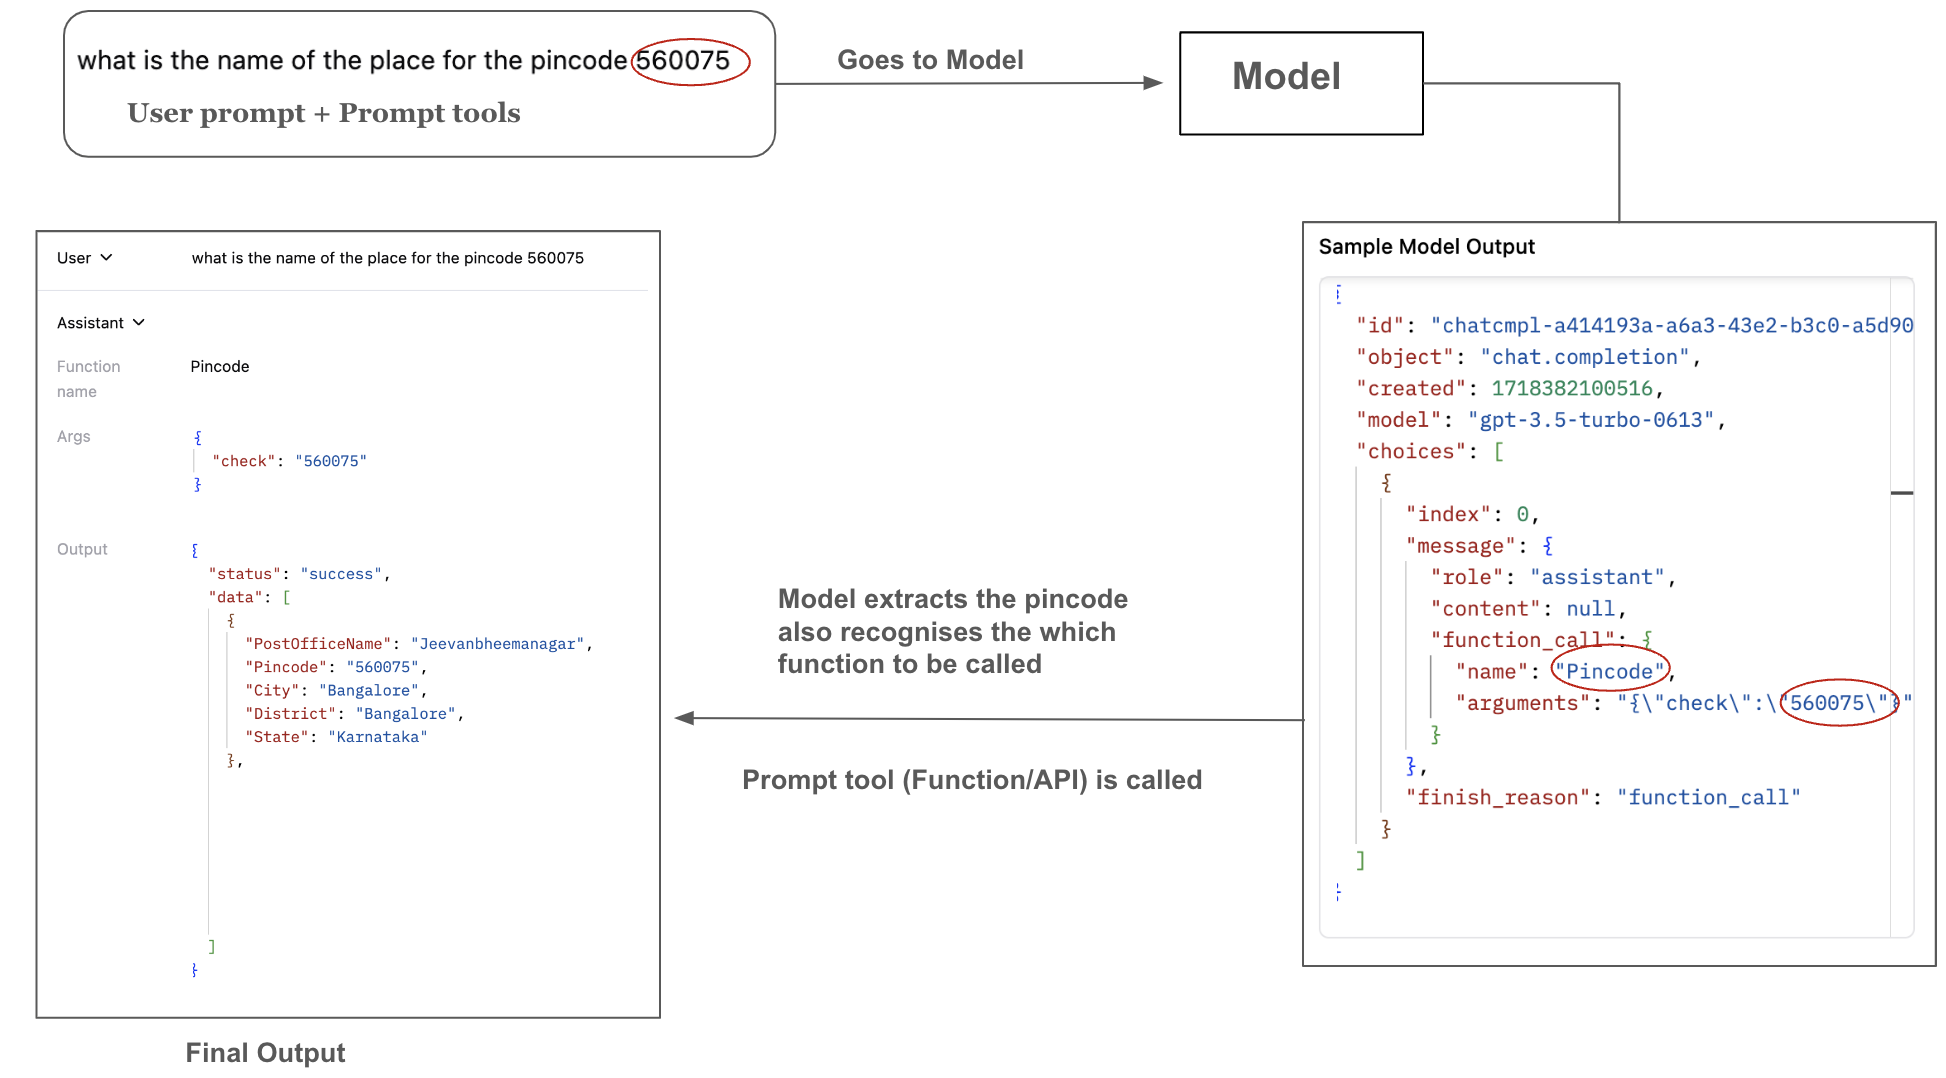 what is the name of the place for the pincode 560075
User prompt + Prompt tools
Goes to Model
Model
Sample Model Output
{
"id": "chatcmpl-a414193a-a6a3-43e2-b3c0-a5d90
"object": "chat.completion",
"created": 1718382100516,
"model": "gpt-3.5-turbo-0613",
"choices": [
{
"index": 0,
"message": {
"role": "assistant",
"content": null,
"function_call": {
"name": "Pincode",
"arguments": "{\"check\":\"560075\"}"
}
},
"finish_reason": "function_call"
}
]
}
Model extracts the pincode
also recognises the which
function to be called
Prompt tool (Function/API) is called
User
what is the name of the place for the pincode 560075
Assistant
Function name
Pincode
Args
{
"check": "560075"
}
Output
{
"status": "success",
"data": [
{
"PostOfficeName": "Jeevanbheemanagar",
"Pincode": "560075",
"City": "Bangalore",
"District": "Bangalore",
"State": "Karnataka"
},
]
}
Final Output